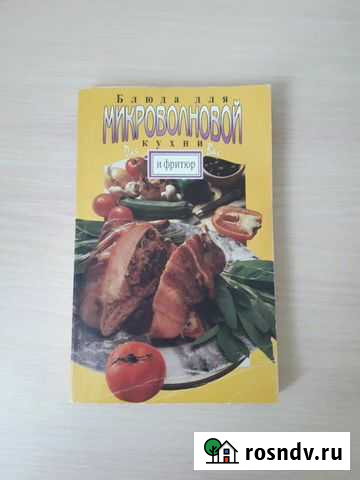 Блюда для
МИКРОВОЛНОВОЙ
кухни
и фритюр
rosndv.ru